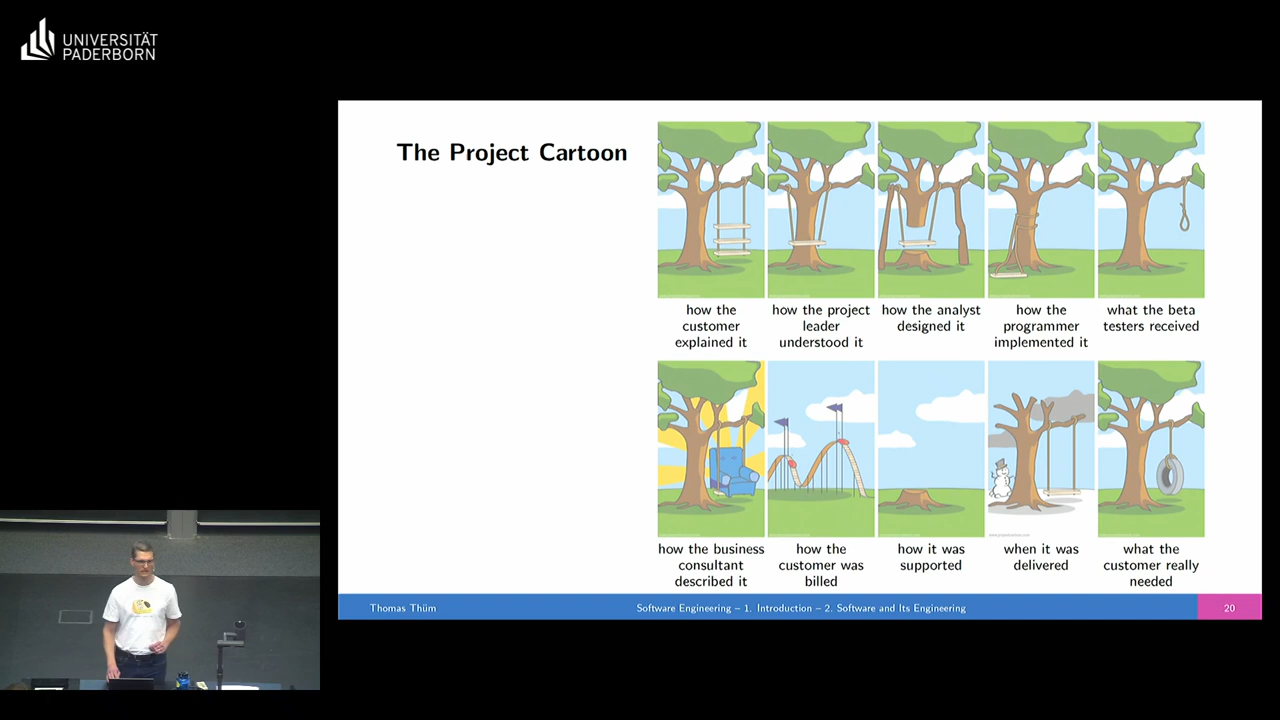 UNIVERSITÄT
PADERBORN
The Project Cartoon
how the
customer
explained it
how the project
leader
understood it
how the analyst
designed it
how the
programmer
implemented it
what the beta
testers received
how the business
consultant
described it
how the
customer was
billed
how it was
supported
when it was
delivered
what the
customer really
needed
Thomas Thüm
Software Engineering – 1. Introduction – 2. Software and Its Engineering
20